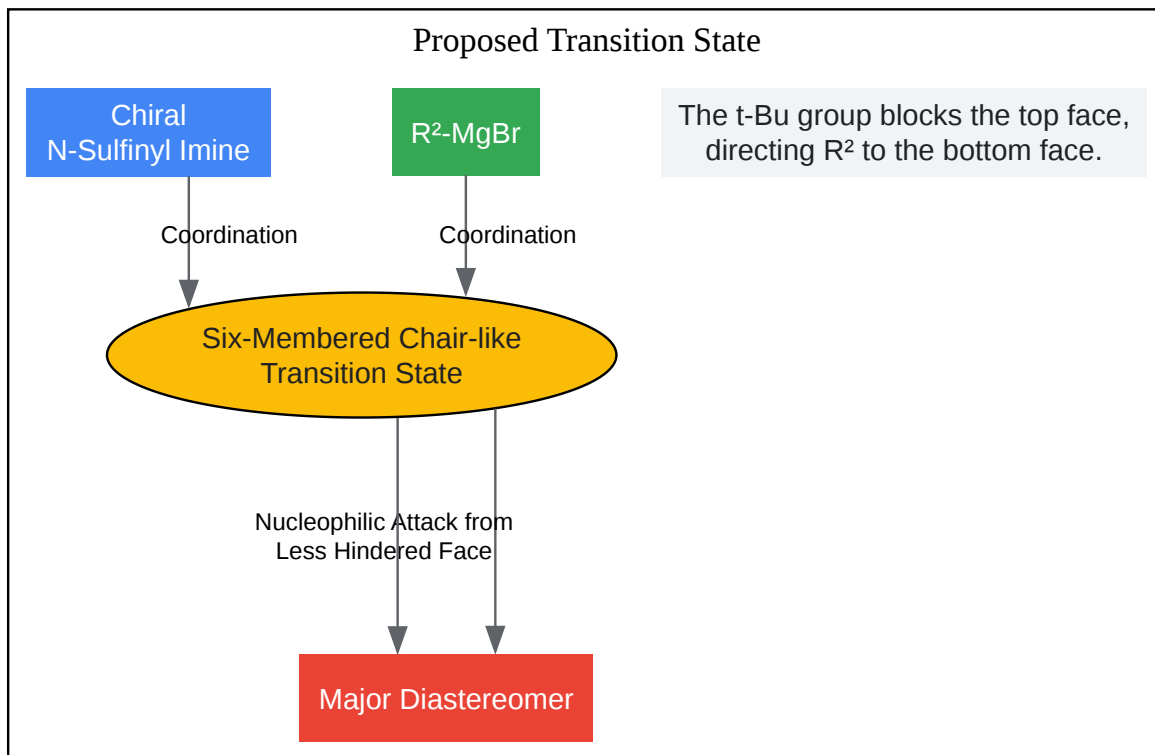 Proposed Transition State
Chiral
N-Sulfinyl Imine
R²-MgBr
The t-Bu group blocks the top face,
directing R² to the bottom face.
Coordination
Coordination
Six-Membered Chair-like
Transition State
Nucleophilic Attack from
Less Hindered Face
Major Diastereomer